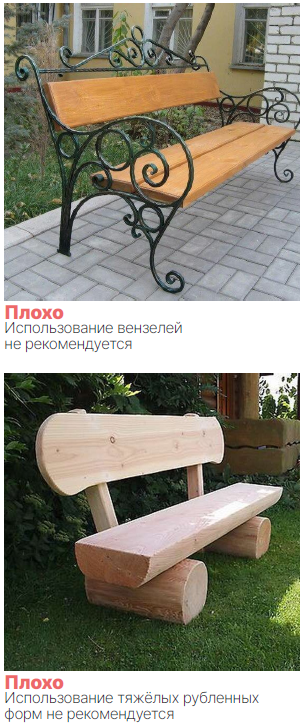 Плохо
Использование вензелей
не рекомендуется
Плохо
Использование тяжёлых рубленных
форм не рекомендуется